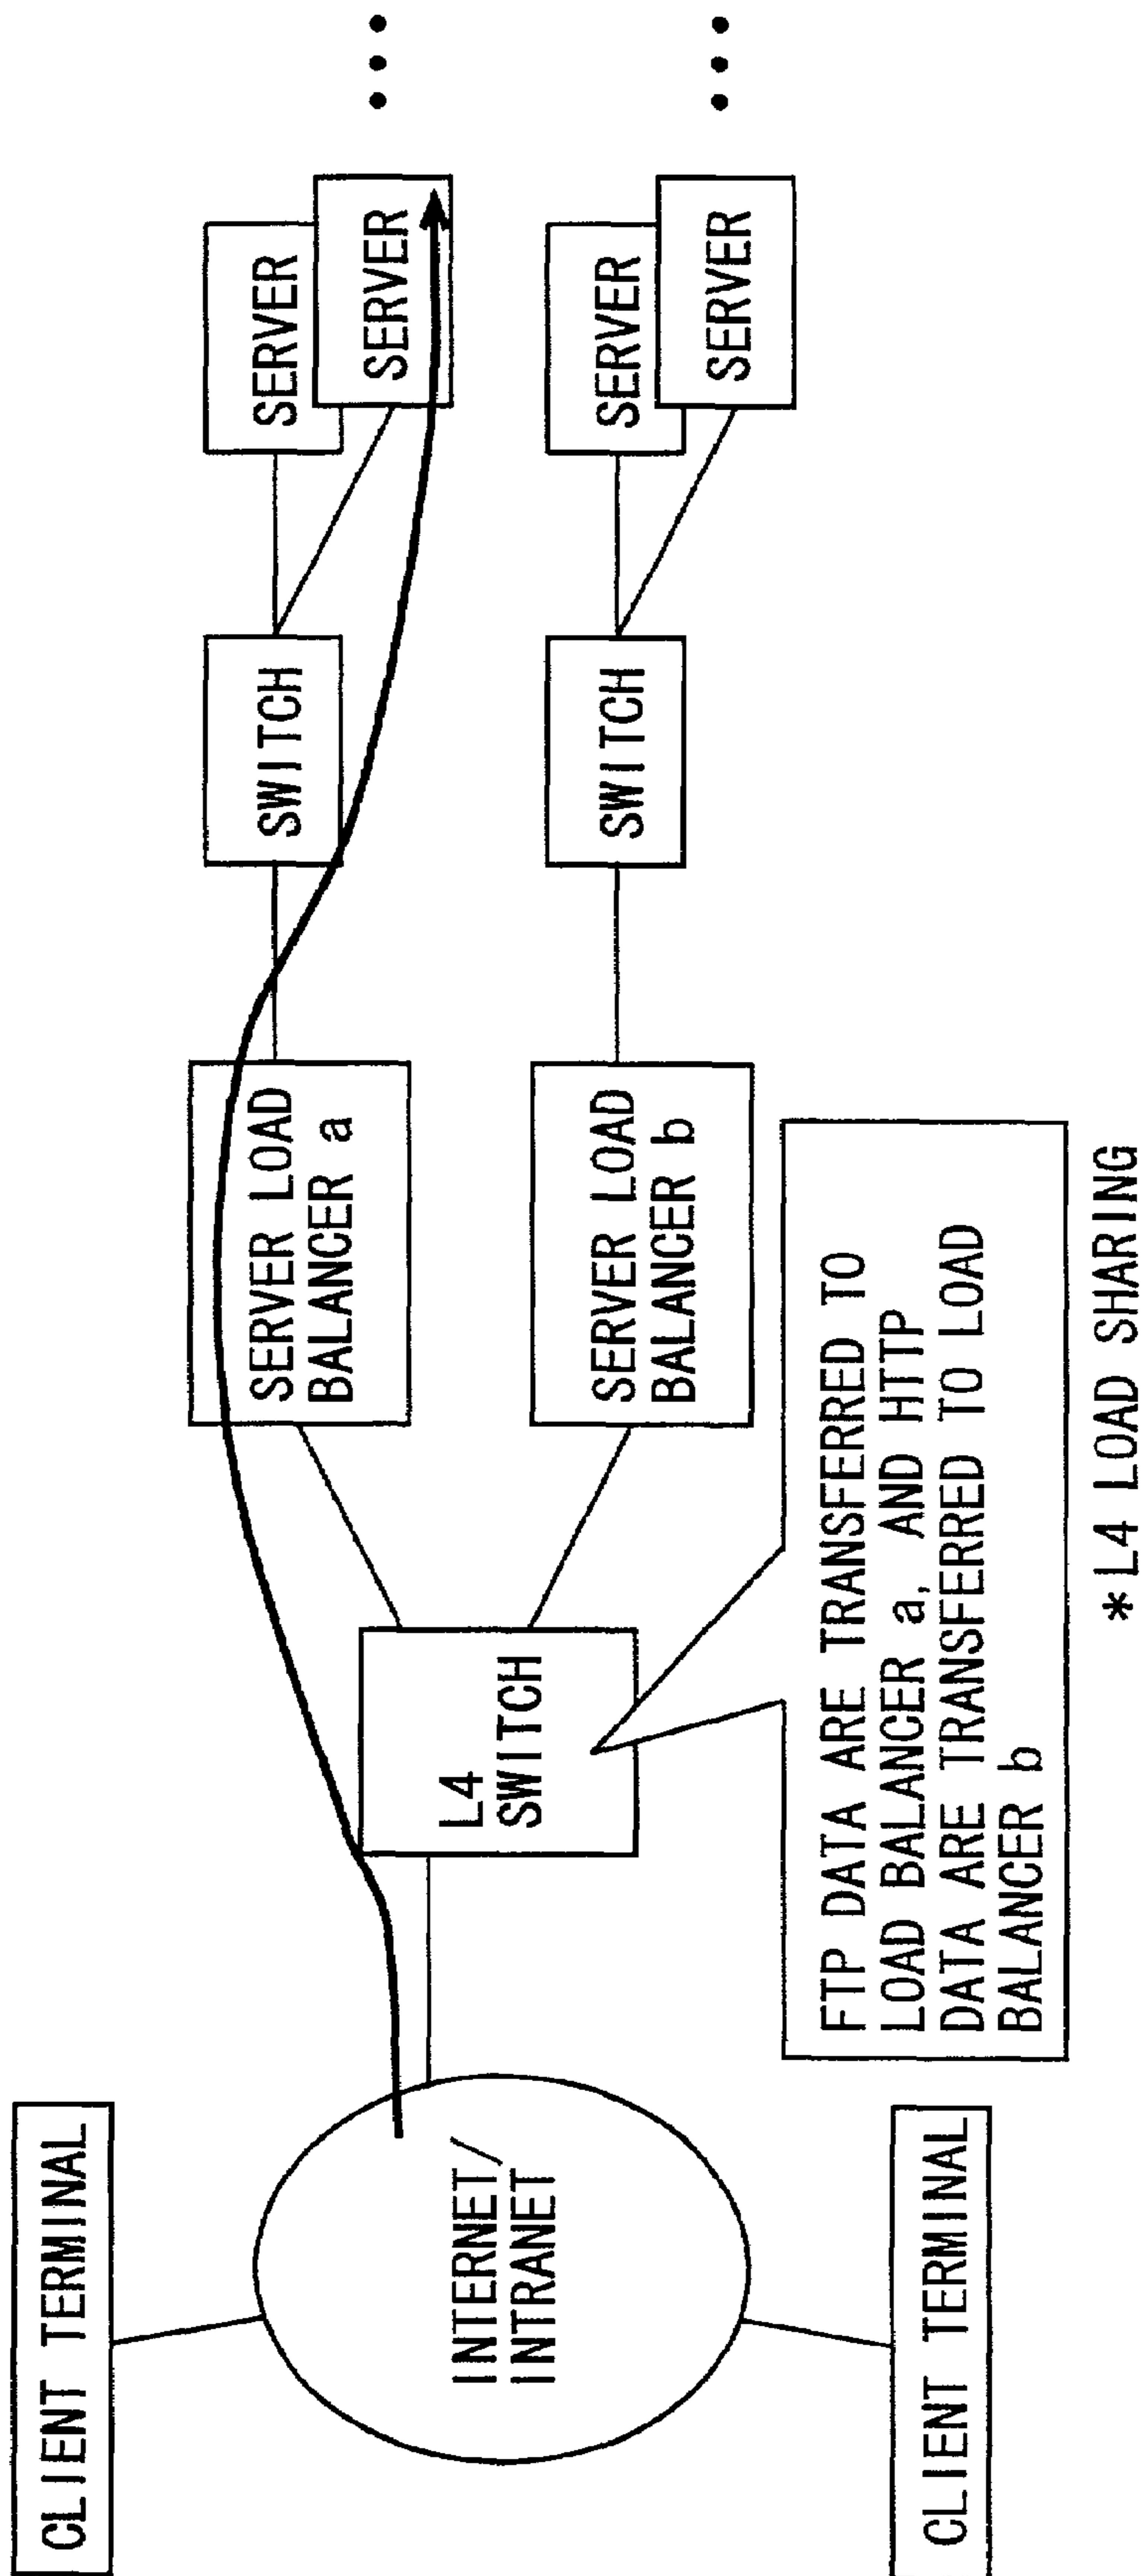 CLIENT TERMINAL
INTERNET/
INTRANET
CLIENT TERMINAL
L4
SWITCH
SERVER LOAD
BALANCER a
SERVER LOAD
BALANCER b
SWITCH
SWITCH
SERVER
SERVER
SERVER
SERVER
FTP DATA ARE TRANSFERRED TO
LOAD BALANCER a, AND HTTP
DATA ARE TRANSFERRED TO LOAD
BALANCER b
*L4 LOAD SHARING